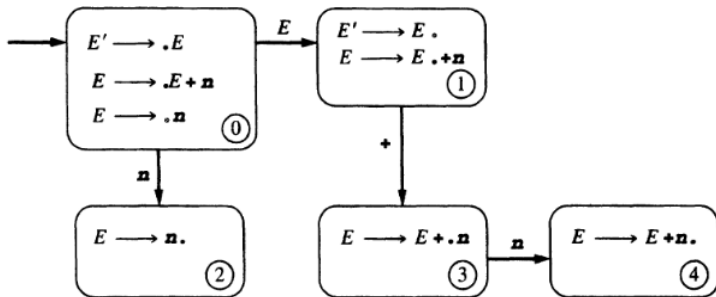 E' ⟶ .E
E ⟶ .E + n
E ⟶ .n
0
E
E' ⟶ E .
E ⟶ E .+n
1
n
+
E ⟶ n.
2
E ⟶ E + .n
3
n
E ⟶ E +n.
4